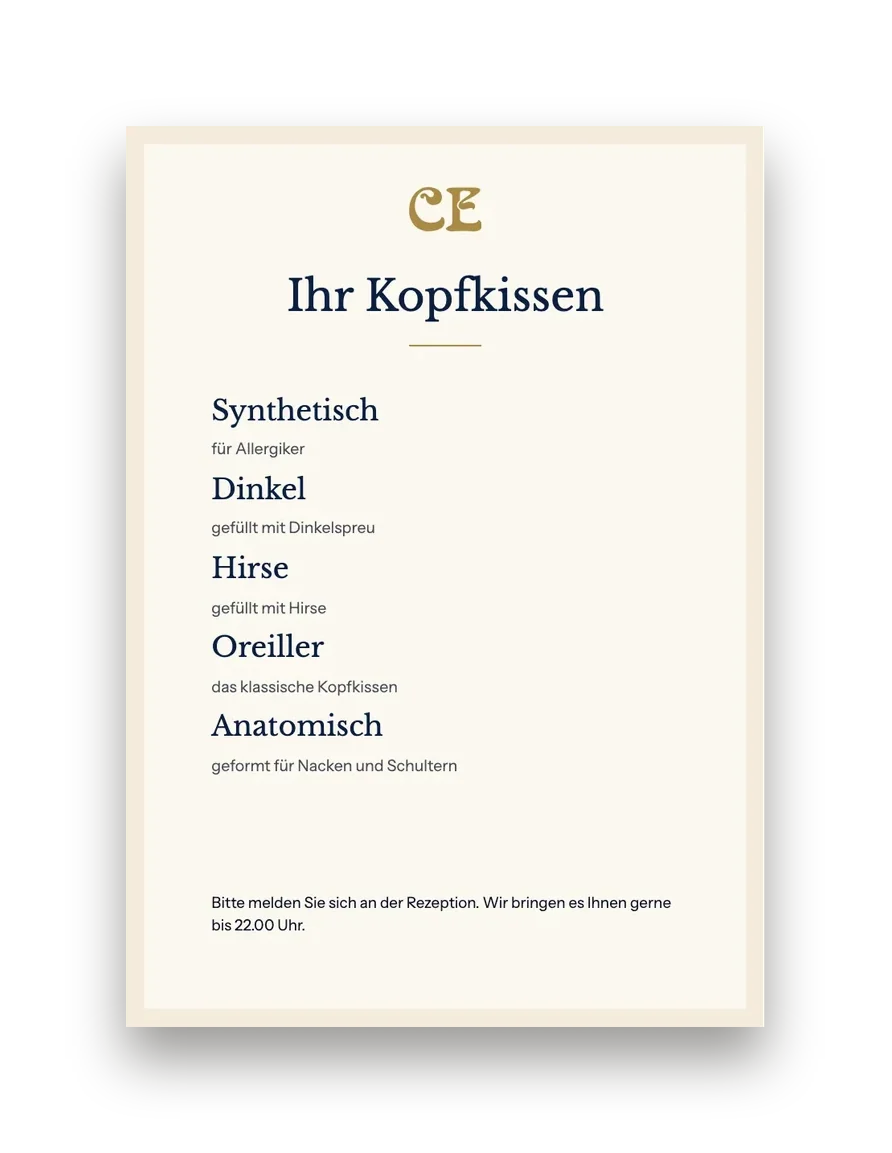 CE
Ihr Kopfkissen
Synthetisch
für Allergiker
Dinkel
gefüllt mit Dinkelspreu
Hirse
gefüllt mit Hirse
Oreiller
das klassische Kopfkissen
Anatomisch
geformt für Nacken und Schultern
Bitte melden Sie sich an der Rezeption. Wir bringen es Ihnen gerne
bis 22.00 Uhr.